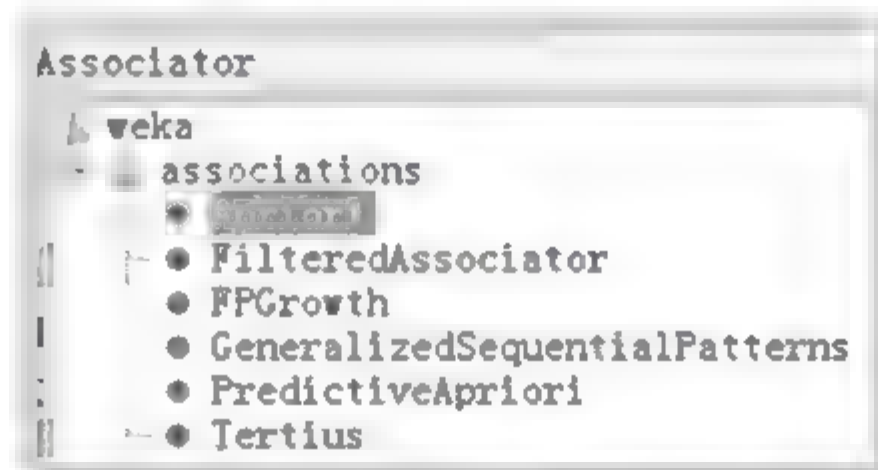 Associator
weka
associations
FilteredAssociator
FPGrowth
GeneralizedSequentialPatterns
PredictiveApriori
Tertius